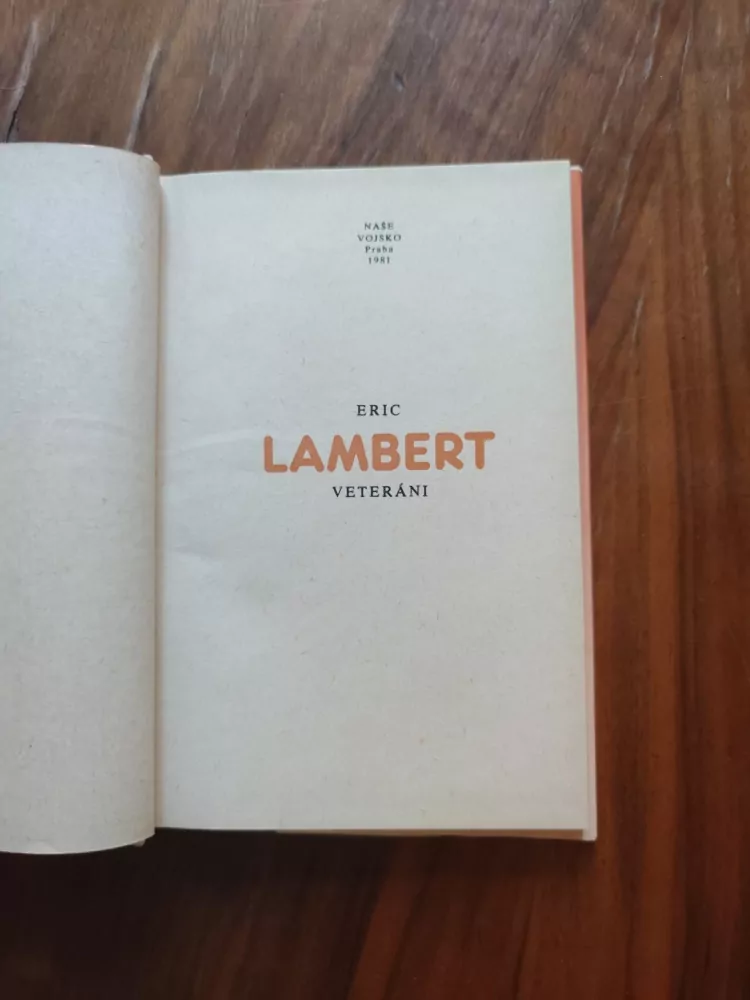 NAŠE
VOJSKO
Praha
1981
ERIC
LAMBERT
VETERÁNI